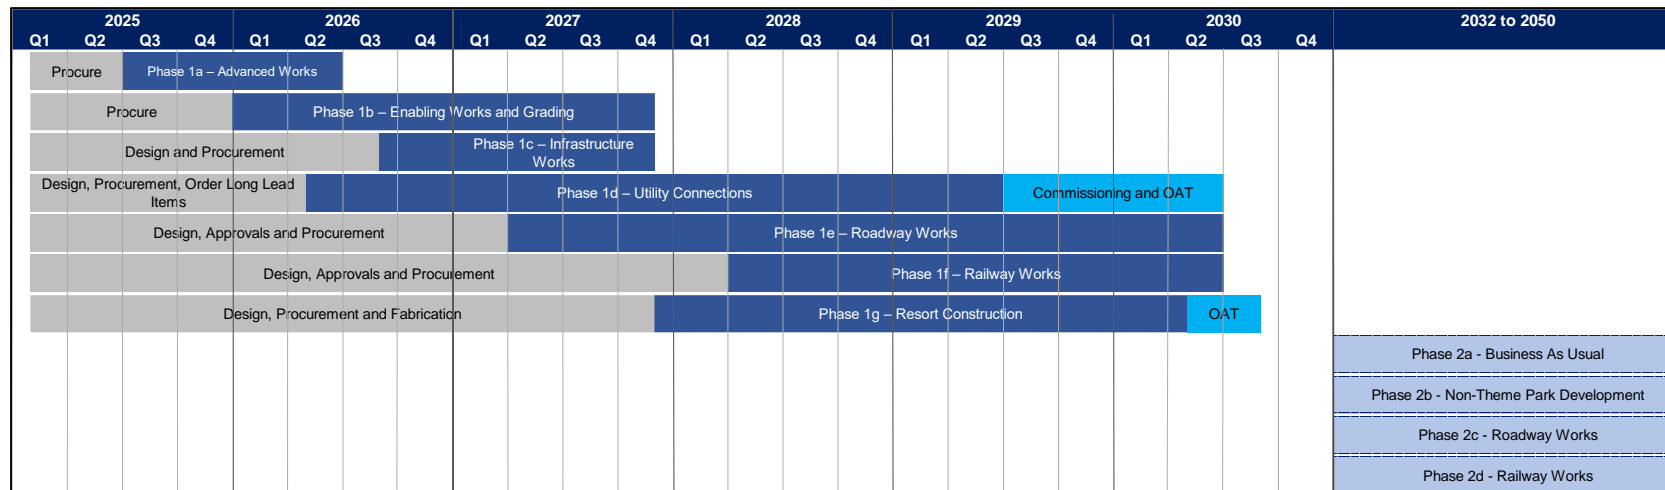 2025 2026 2027 2028 2029 2030 2032 to 2050
Q1 Q2 Q3 Q4 Q1 Q2 Q3 Q4 Q1 Q2 Q3 Q4 Q1 Q2 Q3 Q4 Q1 Q2 Q3 Q4 Q1 Q2 Q3 Q4
Procure Phase 1a – Advanced Works
Procure Phase 1b – Enabling Works and Grading
Design and Procurement Phase 1c – Infrastructure
Works
Design, Procurement, Order Long Lead
Items
Phase 1d – Utility Connections Commissioning and OAT
Design, Approvals and Procurement Phase 1e – Roadway Works
Design, Approvals and Procurement Phase 1f – Railway Works
Design, Procurement and Fabrication Phase 1g – Resort Construction OAT
Phase 2a - Business As Usual
Phase 2b - Non-Theme Park Development
Phase 2c - Roadway Works
Phase 2d - Railway Works